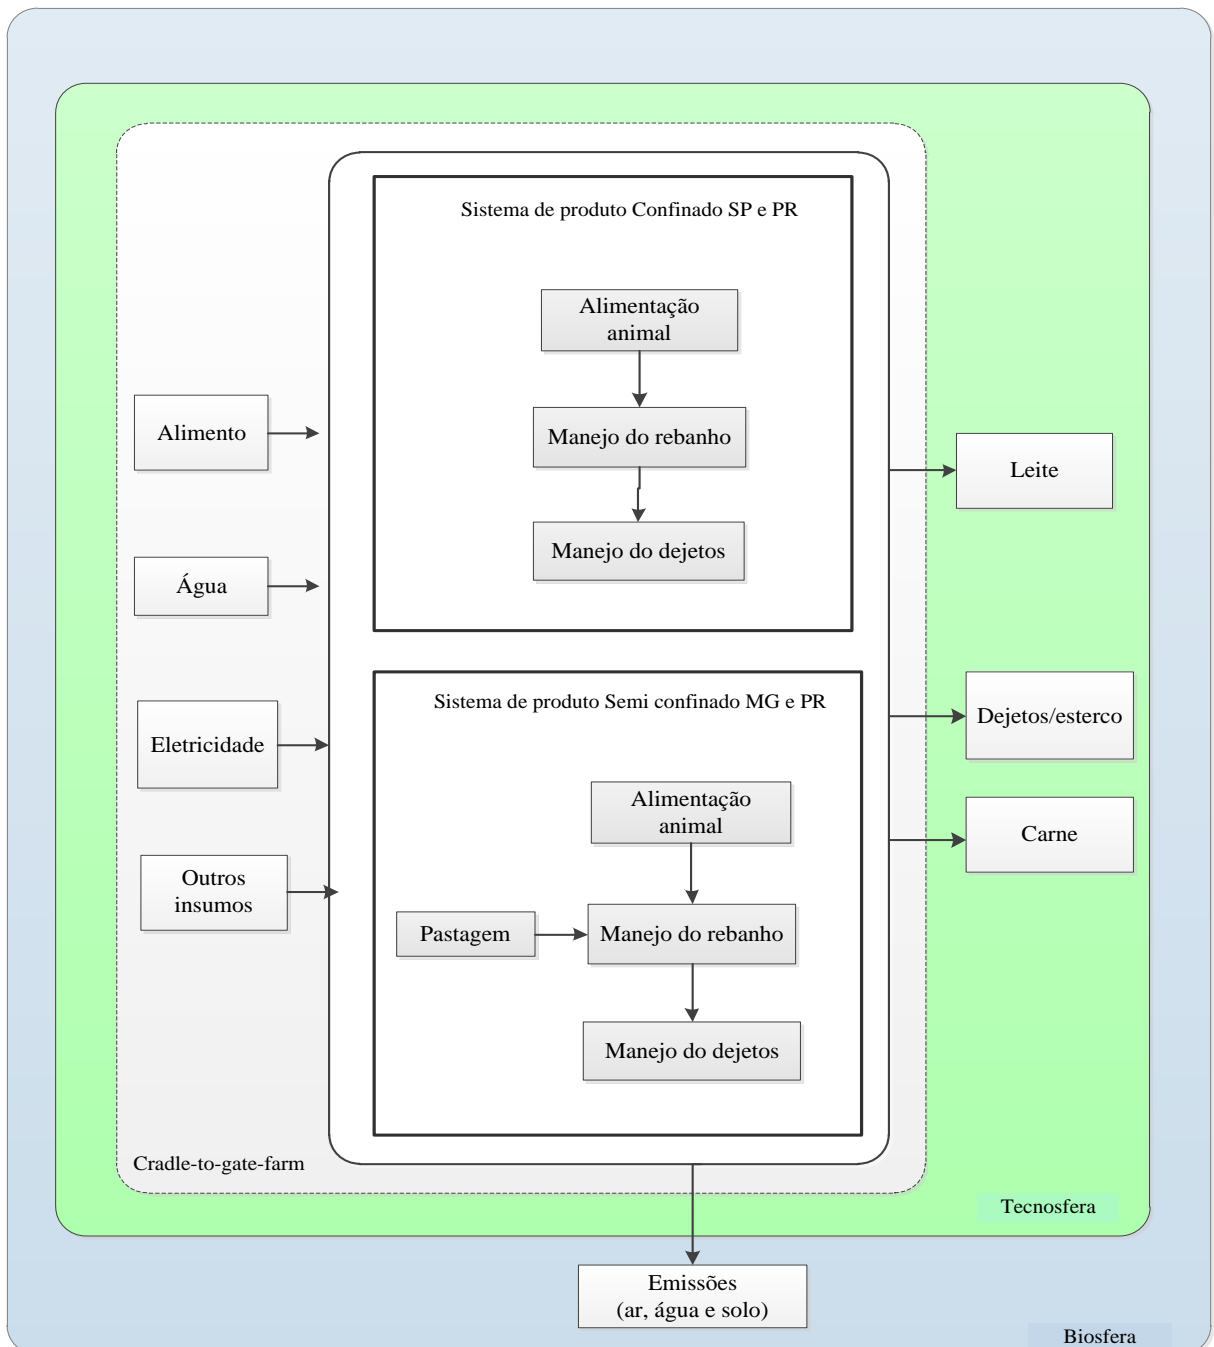 Sistema de produto Confinado SP e PR
Alimentação
animal
Manejo do rebanho
Manejo do dejetos
Alimento
Água
Eletricidade
Outros
insumos
Sistema de produto Semi confinado MG e PR
Alimentação
animal
Pastagem
Manejo do rebanho
Manejo do dejetos
Leite
Dejetos/esterco
Carne
Cradle-to-gate-farm
Tecnosfera
Emissões
(ar, água e solo)
Biosfera